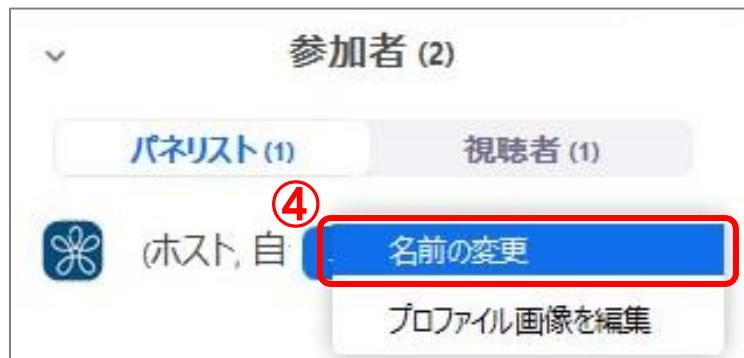 参加者 (2)
パネリスト (1) 視聴者 (1)
④
(ホスト, 自 名前の変更
プロファイル画像を編集